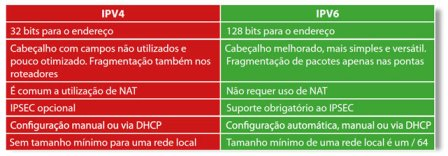 IPV4
IPV6
32 bits para o endereço
128 bits para o endereço
Cabeçalho com campos não utilizados e
pouco otimizado. Fragmentação também nos
roteadores
Cabeçalho melhorado, mais simples e versátil.
Fragmentação de pacotes apenas nas pontas
É comum a utilização de NAT
Não requer uso de NAT
IPSEC opcional
Suporte obrigatório ao IPSEC
Configuração manual ou via DHCP
Configuração automática, manual ou via DHCP
Sem tamanho mínimo para uma rede local
Tamanho mínimo de uma rede local é um / 64